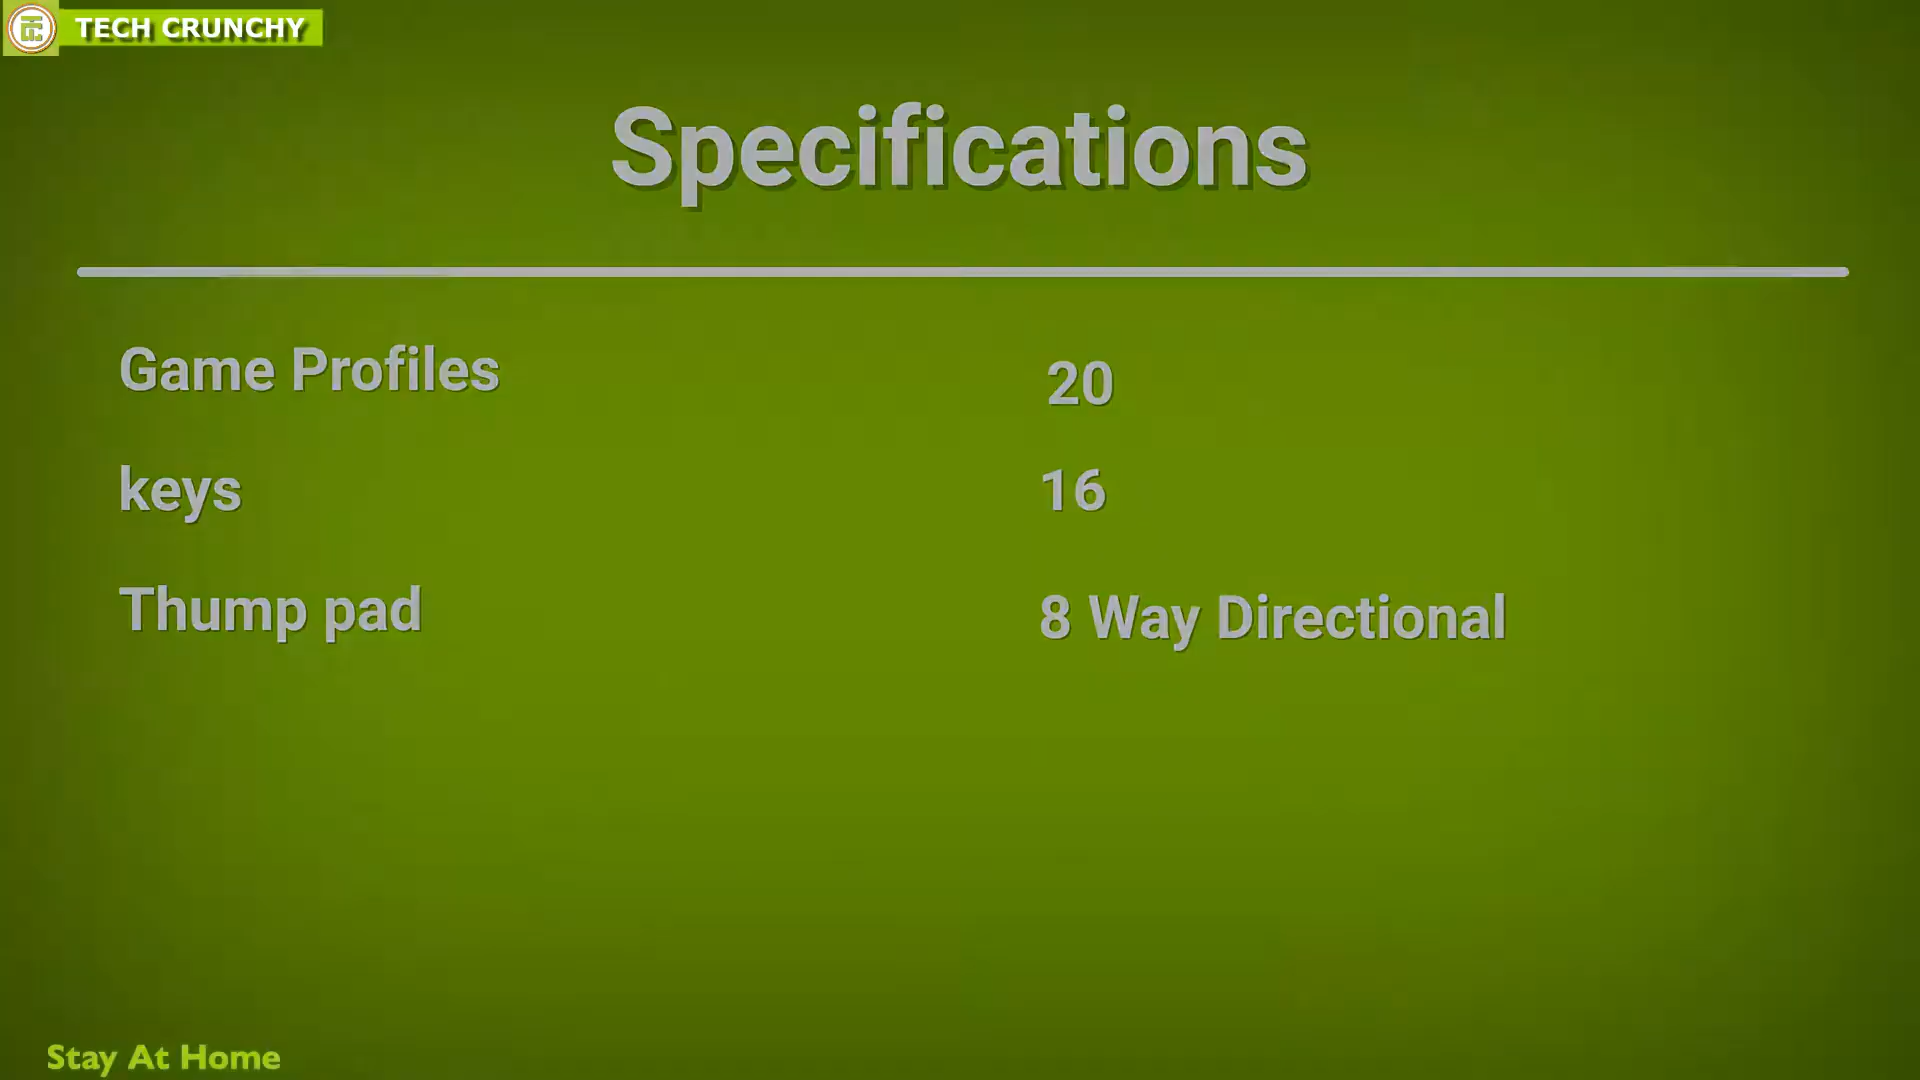 TECH CRUNCHY
Specifications
Game Profiles 20
keys 16
Thump pad 8 Way Directional
Stay At Home